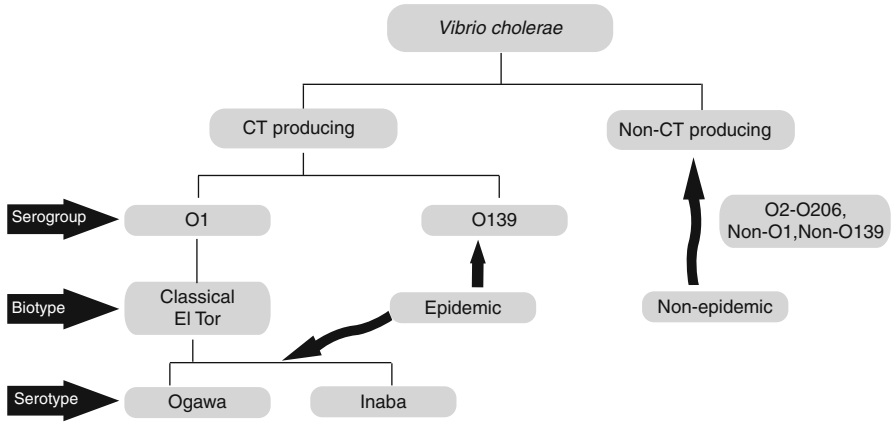 Vibrio cholerae
CT producing
Non-CT producing
Serogroup
O1
O139
O2-O206,
Non-O1,Non-O139
Biotype
Classical
El Tor
Epidemic
Non-epidemic
Serotype
Ogawa
Inaba